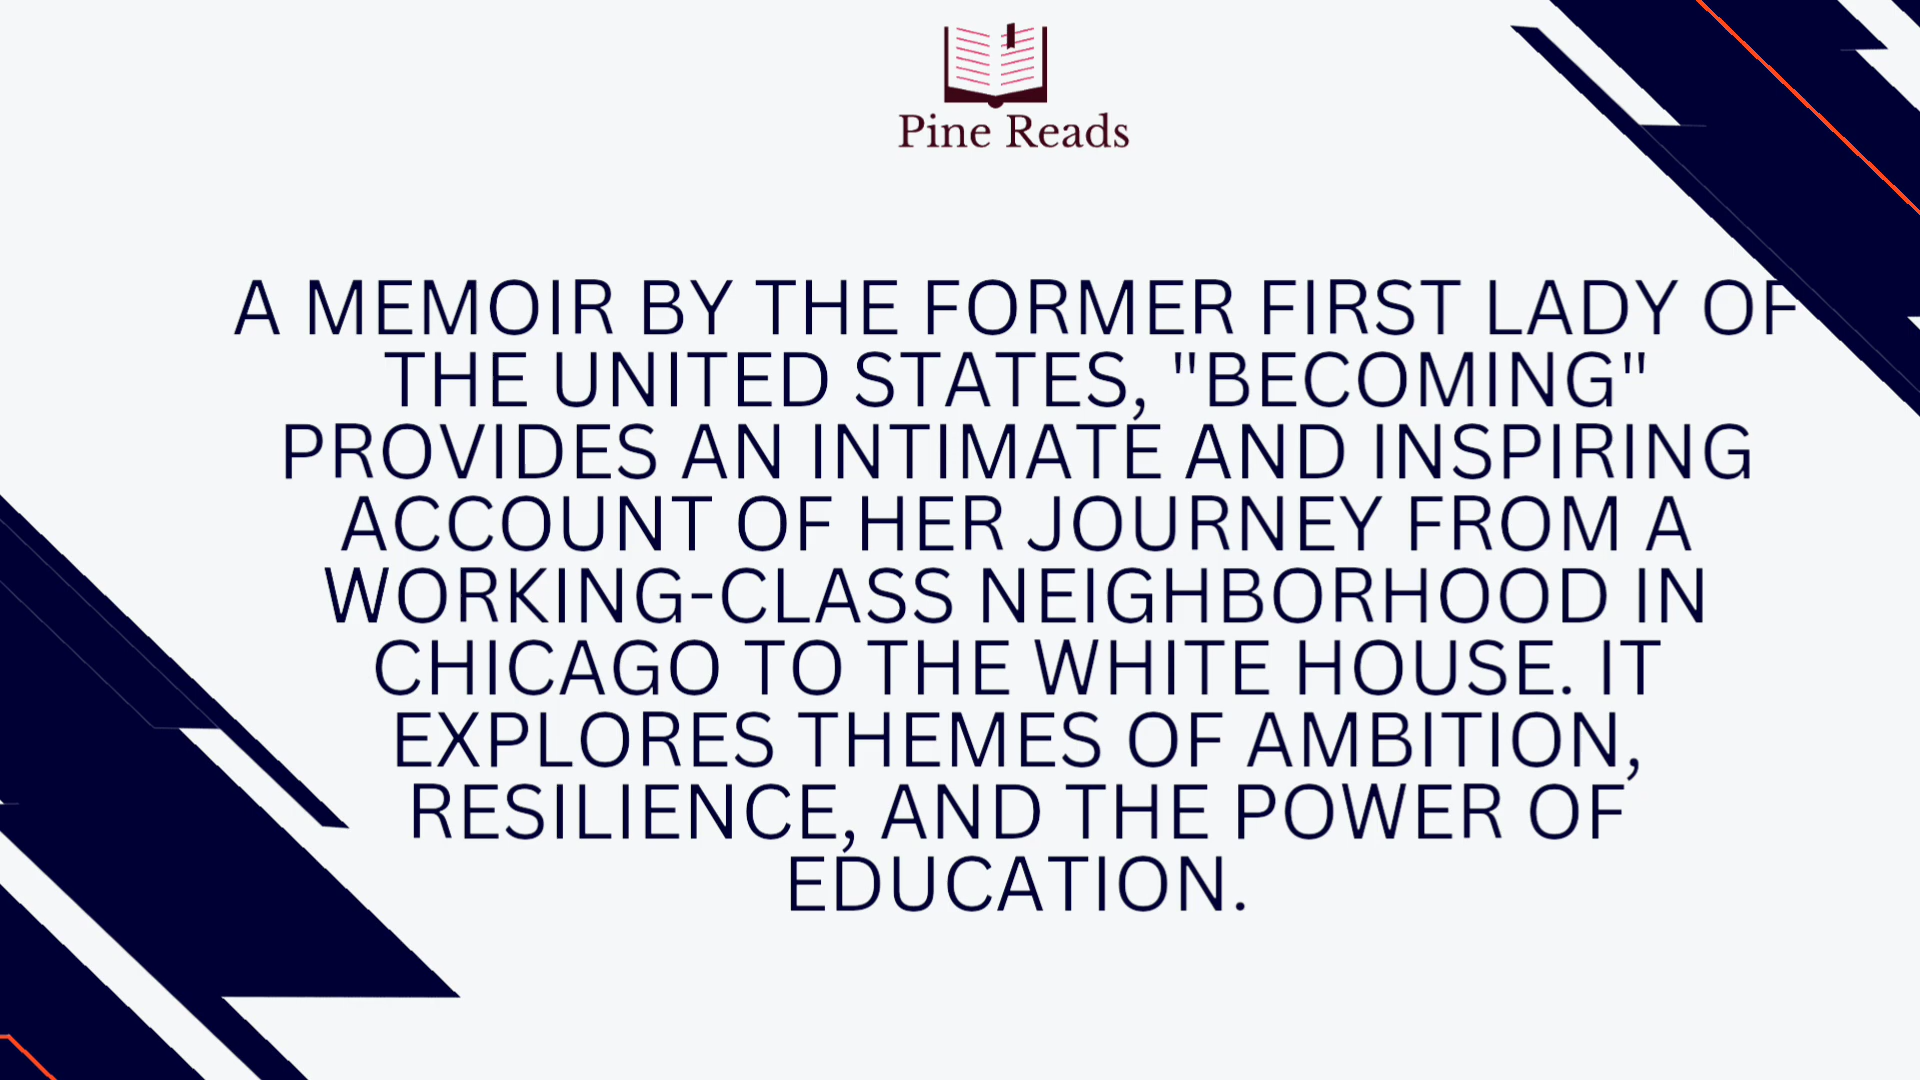 Pine Reads
A MEMOIR BY THE FORMER FIRST LADY OF
THE UNITED STATES, "BECOMING"
PROVIDES AN INTIMATE AND INSPIRING
ACCOUNT OF HER JOURNEY FROM A
WORKING-CLASS NEIGHBORHOOD IN
CHICAGO TO THE WHITE HOUSE. IT
EXPLORES THEMES OF AMBITION,
RESILIENCE, AND THE POWER OF
EDUCATION.